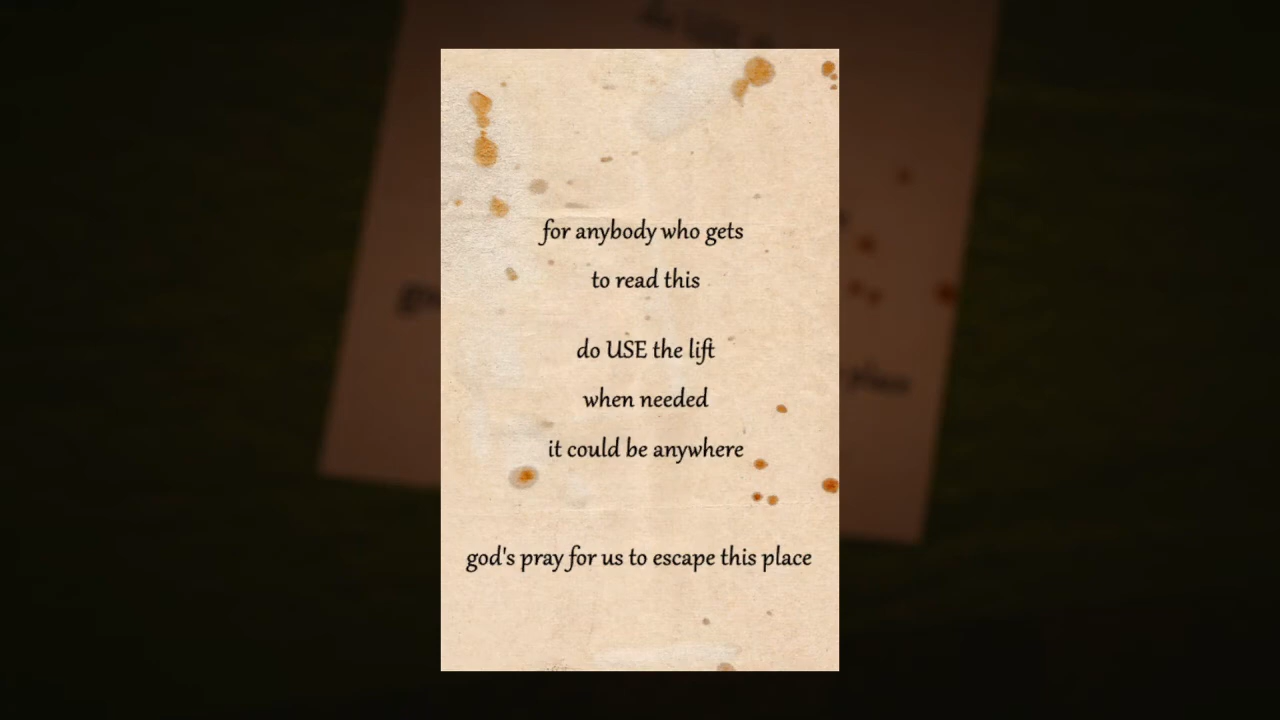 for anybody who gets
to read this
do USE the lift
when needed
it could be anywhere
god's pray for us to escape this place